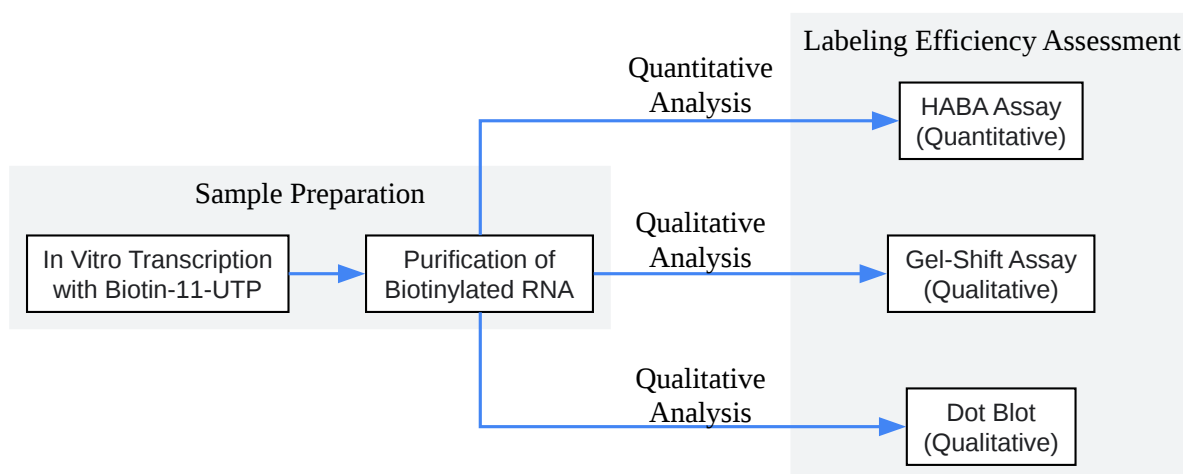 Labeling Efficiency Assessment
Quantitative
Analysis
HABA Assay
(Quantitative)
Sample Preparation
In Vitro Transcription
with Biotin-11-UTP
Purification of
Biotinylated RNA
Qualitative
Analysis
Gel-Shift Assay
(Qualitative)
Qualitative
Analysis
Dot Blot
(Qualitative)